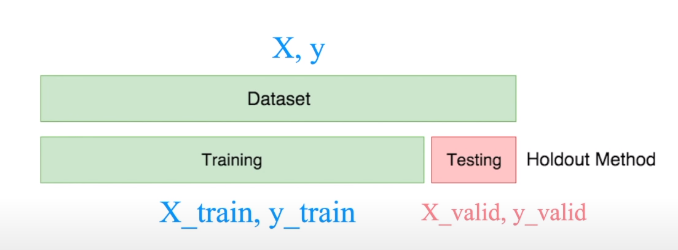 X, y
Dataset
Training Testing Holdout Method
X_train, y_train X_valid, y_valid